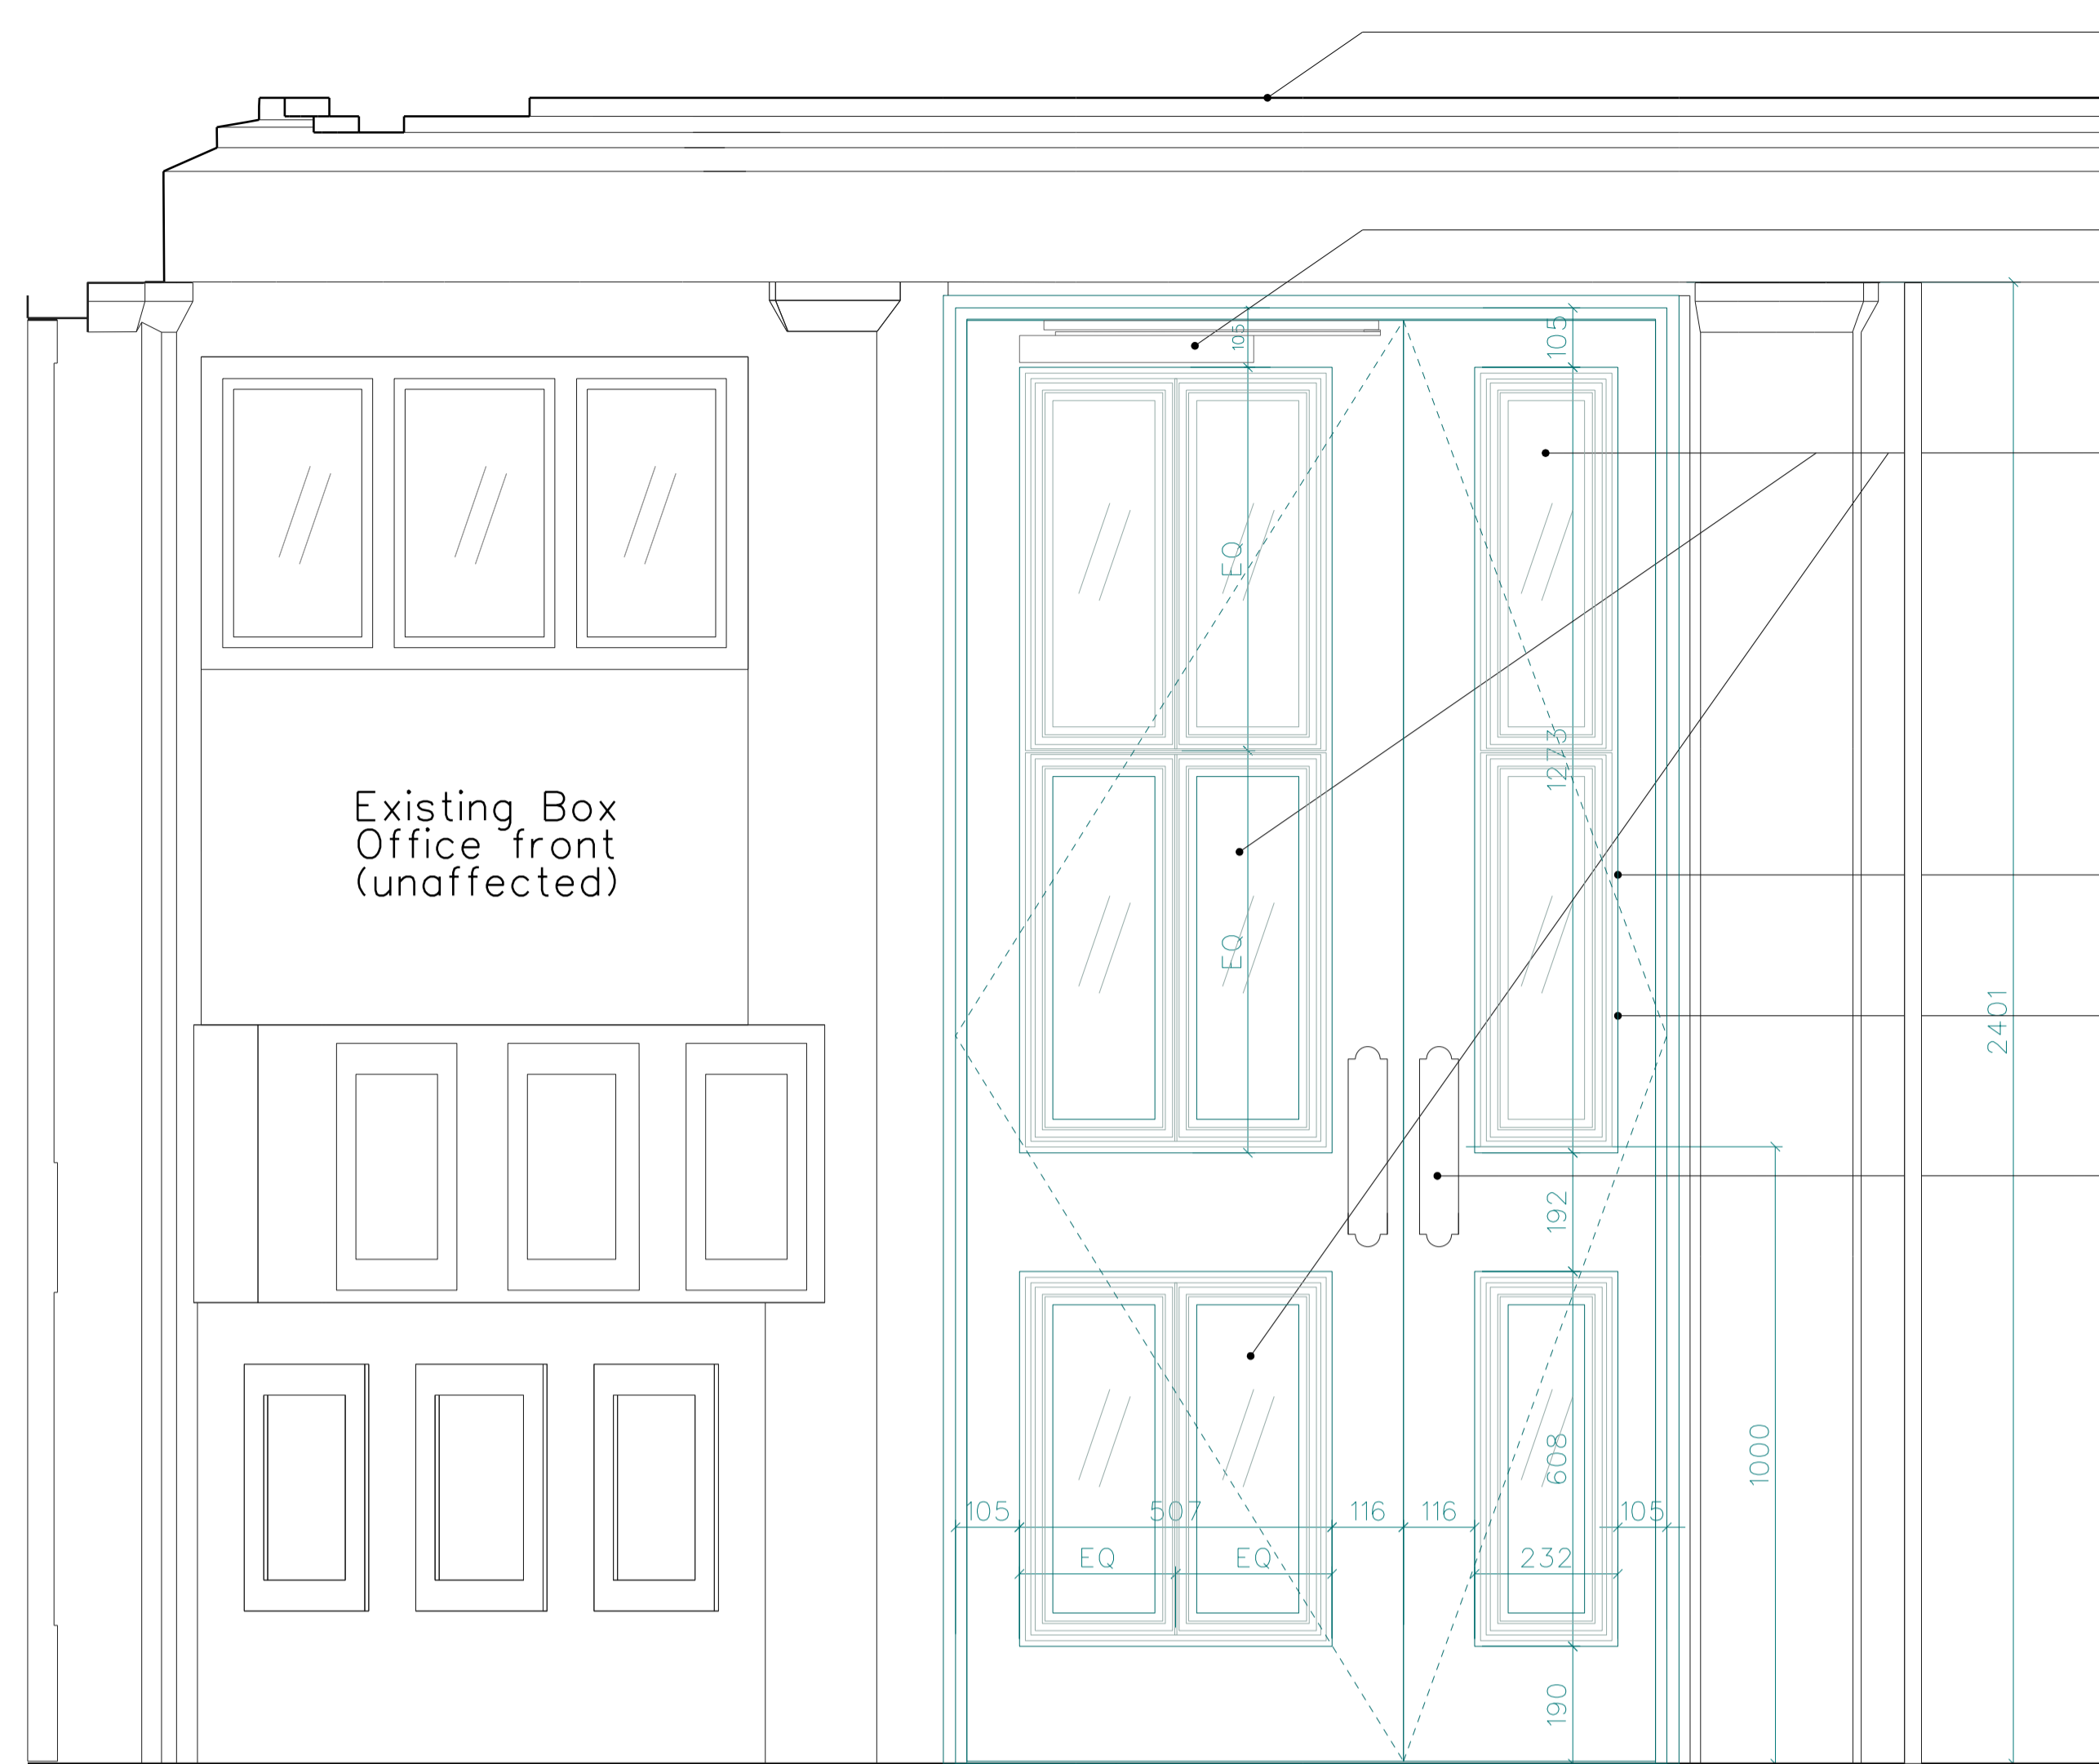 105
105
EQ
1273
Existing Box
Office front
(unaffected)
EQ
2401
192
608
1000
105
507
116
116
105
EQ
EQ
232
190